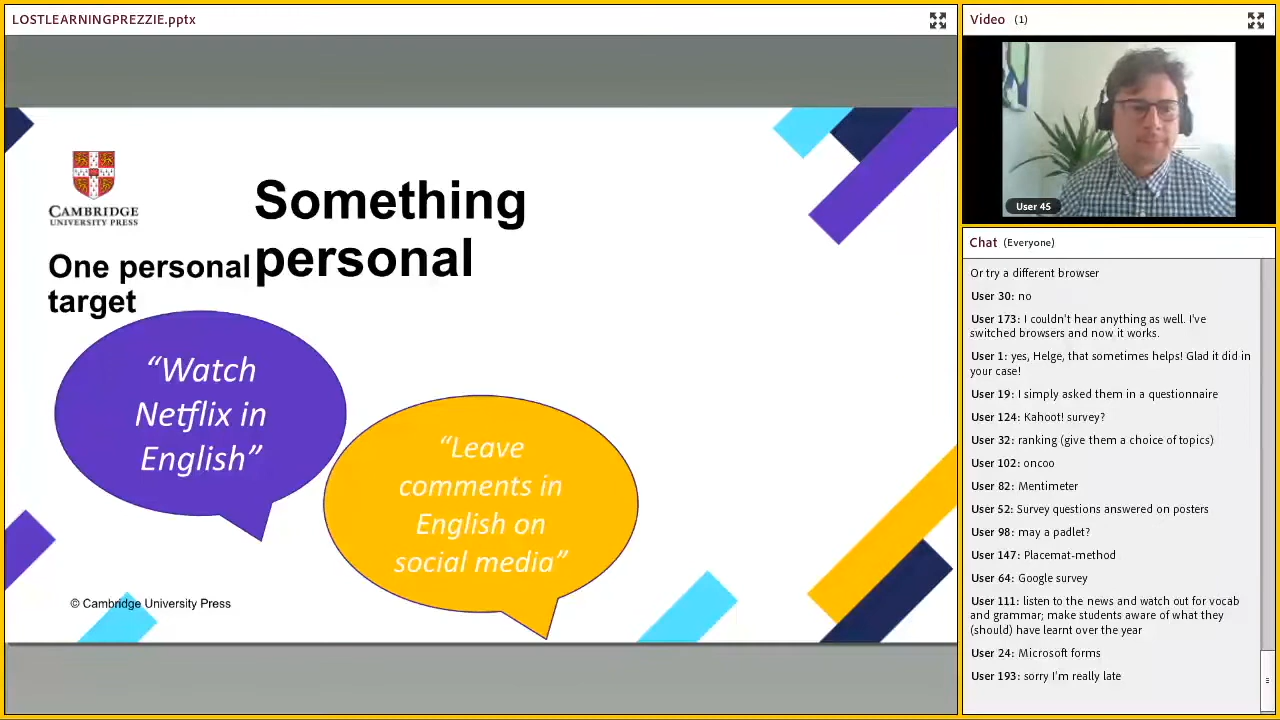 LOSTLEARNINGPREZZIE.pptx
CAMBRIDGE
UNIVERSITY PRESS
Something
personal
One personal
target
“Watch
Netflix in
English”
“Leave
comments in
English on
social media”
© Cambridge University Press
Video (1)
User 45
Chat (Everyone)
Or try a different browser
User 30: no
User 173: I couldn't hear anything as well. I've
switched browsers and now it works.
User 1: yes, Helge, that sometimes helps! Glad it did in
your case!
User 19: I simply asked them in a questionnaire
User 124: Kahoot! survey?
User 32: ranking (give them a choice of topics)
User 102: oncoo
User 82: Mentimeter
User 52: Survey questions answered on posters
User 98: may a padlet?
User 147: Placemat-method
User 64: Google survey
User 111: listen to the news and watch out for vocab
and grammar; make students aware of what they
(should) have learnt over the year
User 24: Microsoft forms
User 193: sorry I'm really late